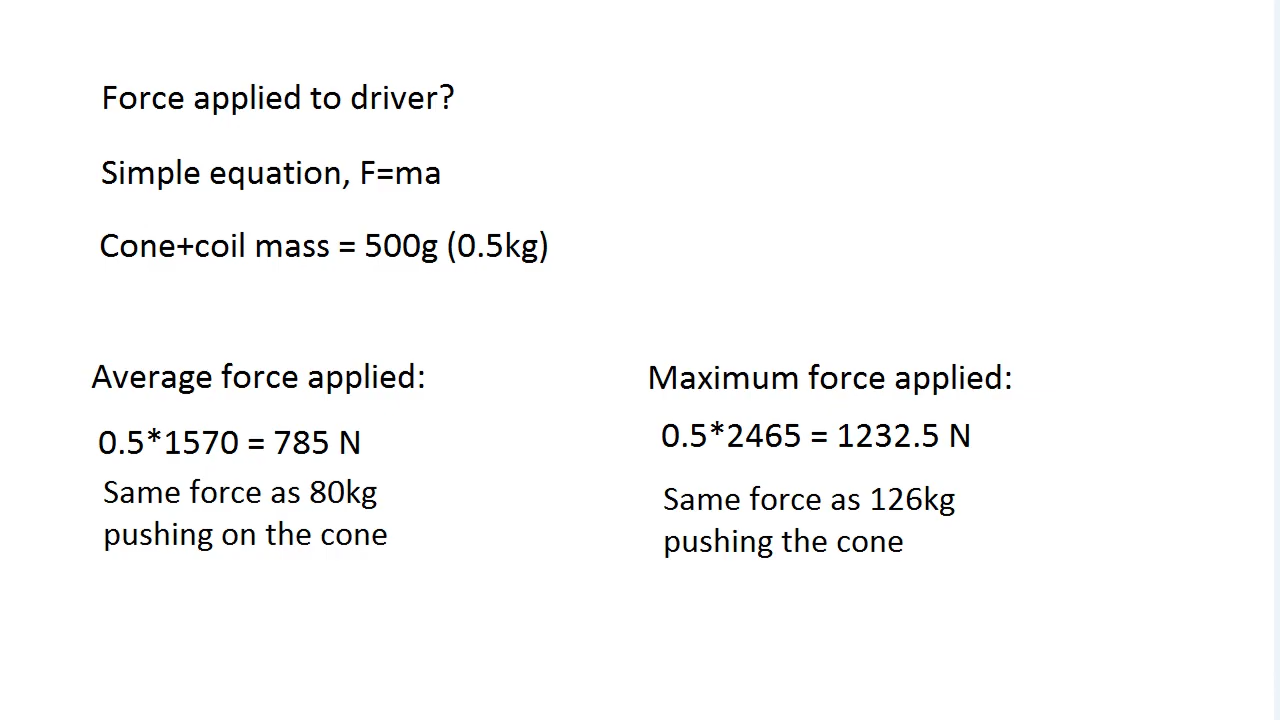 Force applied to driver?
Simple equation, F=ma
Cone+coil mass = 500g (0.5kg)
Average force applied:
0.5*1570 = 785 N
Same force as 80kg
pushing on the cone
Maximum force applied:
0.5*2465 = 1232.5 N
Same force as 126kg
pushing the cone